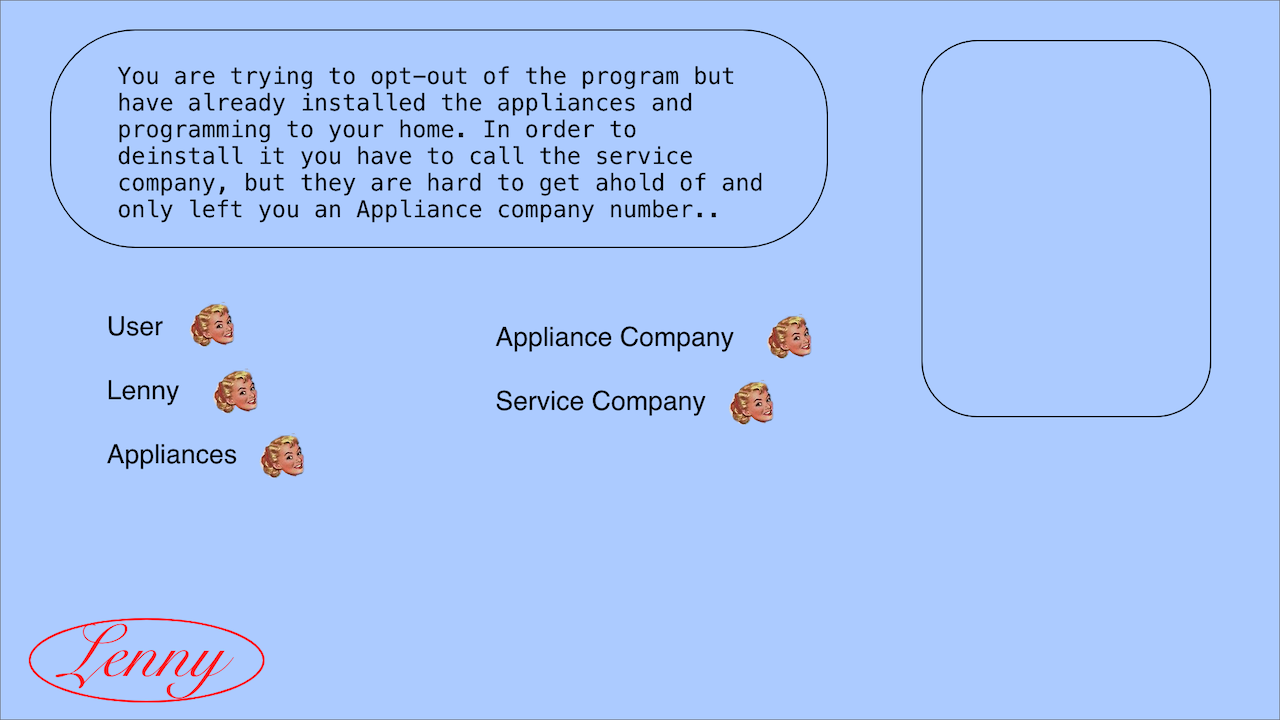 You are trying to opt-out of the program but
have already installed the appliances and
programming to your home. In order to
deinstall it you have to call the service
company, but they are hard to get ahold of and
only left you an Appliance company number..
User
Lenny
Appliances
Appliance Company
Service Company
Lenny